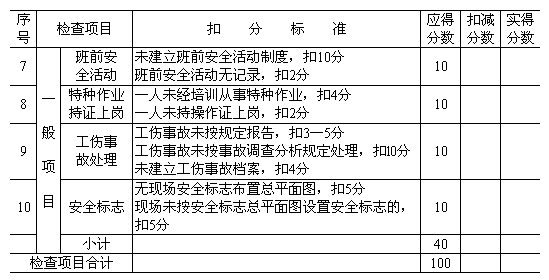 序号 检查项目 扣 分 标 准 应得分数 扣减分数 实得分数
一般项目
7 班前安全活动 未建立班前安全活动制度，扣10分
班前安全活动无记录，扣2分 10
8 特种作业持证上岗 一人未经培训从事特种作业，扣4分
一人未持操作证上岗，扣2分 10
9 工伤事故处理 工伤事故未按规定报告，扣3—5分
工伤事故未按事故调查分析规定处理，扣10分
未建立工伤事故档案，扣4分 10
10 安全标志 无现场安全标志布置总平面图，扣5分
现场未按安全标志总平面图设置安全标志的，
扣5分 10
小计 40
检查项目合计 100